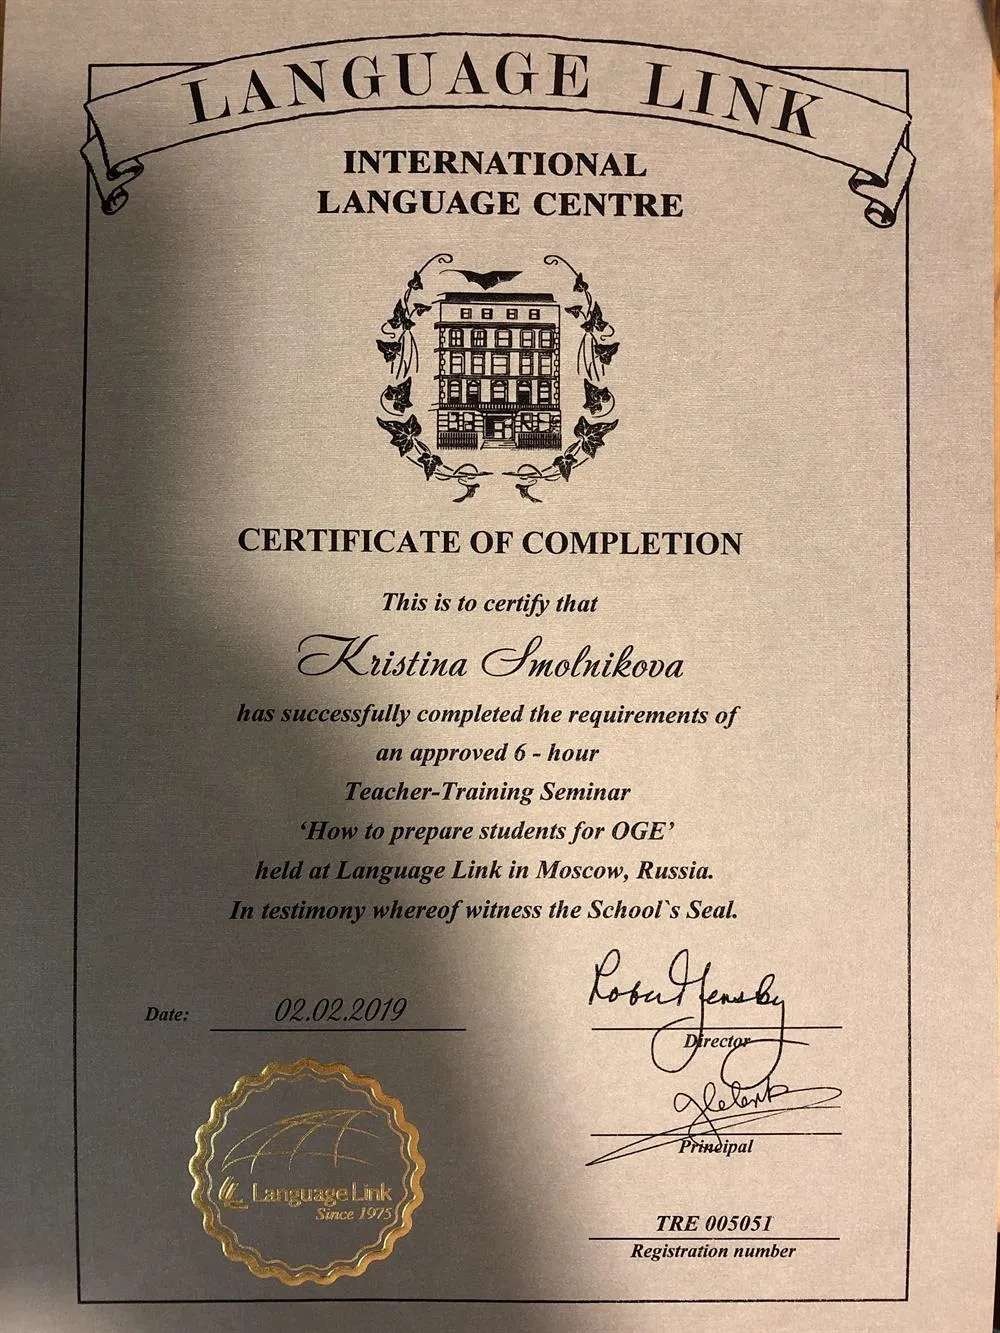 LANGUAGE LINK
INTERNATIONAL
LANGUAGE CENTRE
CERTIFICATE OF COMPLETION
This is to certify that
Kristina Smolnikova
has successfully completed the requirements of
an approved 6 - hour
Teacher-Training Seminar
‘How to prepare students for OGE’
held at Language Link in Moscow, Russia.
In testimony whereof witness the School`s Seal.
Date: 02.02.2019
Director
Principal
LL Language Link
Since 1975
TRE 005051
Registration number